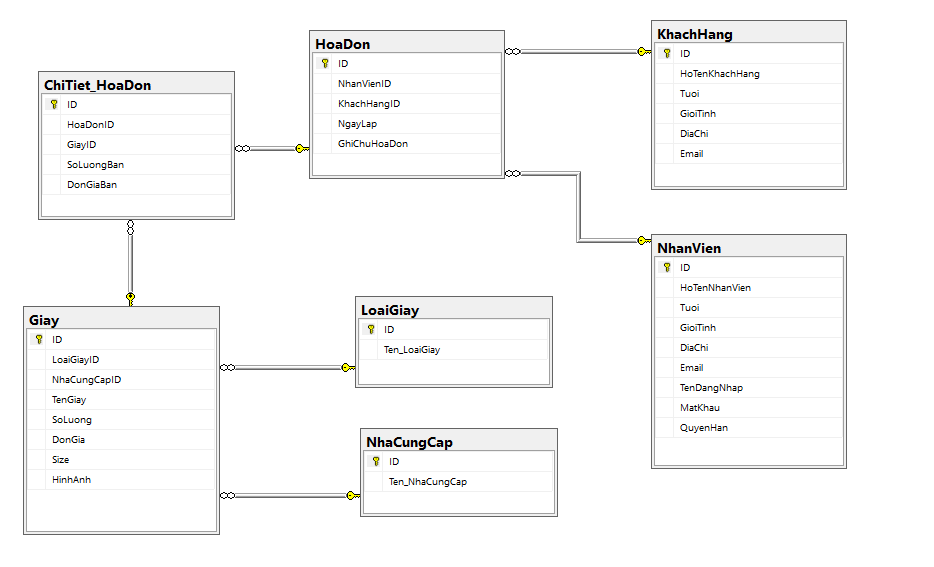 ChiTiet_HoaDon
ID
HoaDonID
GiayID
SoLuongBan
DonGiaBan
HoaDon
ID
NhanVienID
KhachHangID
NgayLap
GhiChuHoaDon
KhachHang
ID
HoTenKhachHang
Tuoi
GioiTinh
DiaChi
Email
NhanVien
ID
HoTenNhanVien
Tuoi
GioiTinh
DiaChi
Email
TenDangNhap
MatKhau
QuyenHan
Giay
ID
LoaiGiayID
NhaCungCapID
TenGiay
SoLuong
DonGia
Size
HinhAnh
LoaiGiay
ID
Ten_LoaiGiay
NhaCungCap
ID
Ten_NhaCungCap